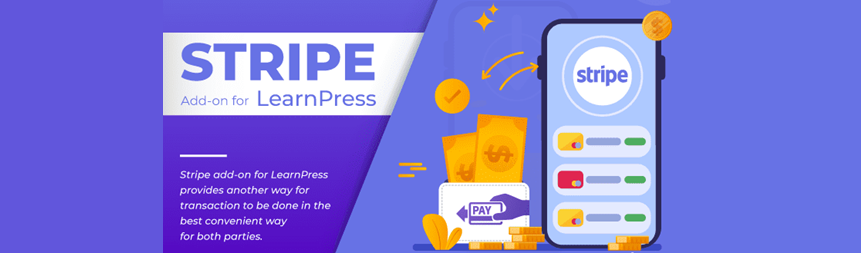 STRIPE
Add-on for LearnPress
Stripe add-on for LearnPress
provides another way for
transaction to be done in the
best convenient way
for both parties.
stripe
PAY